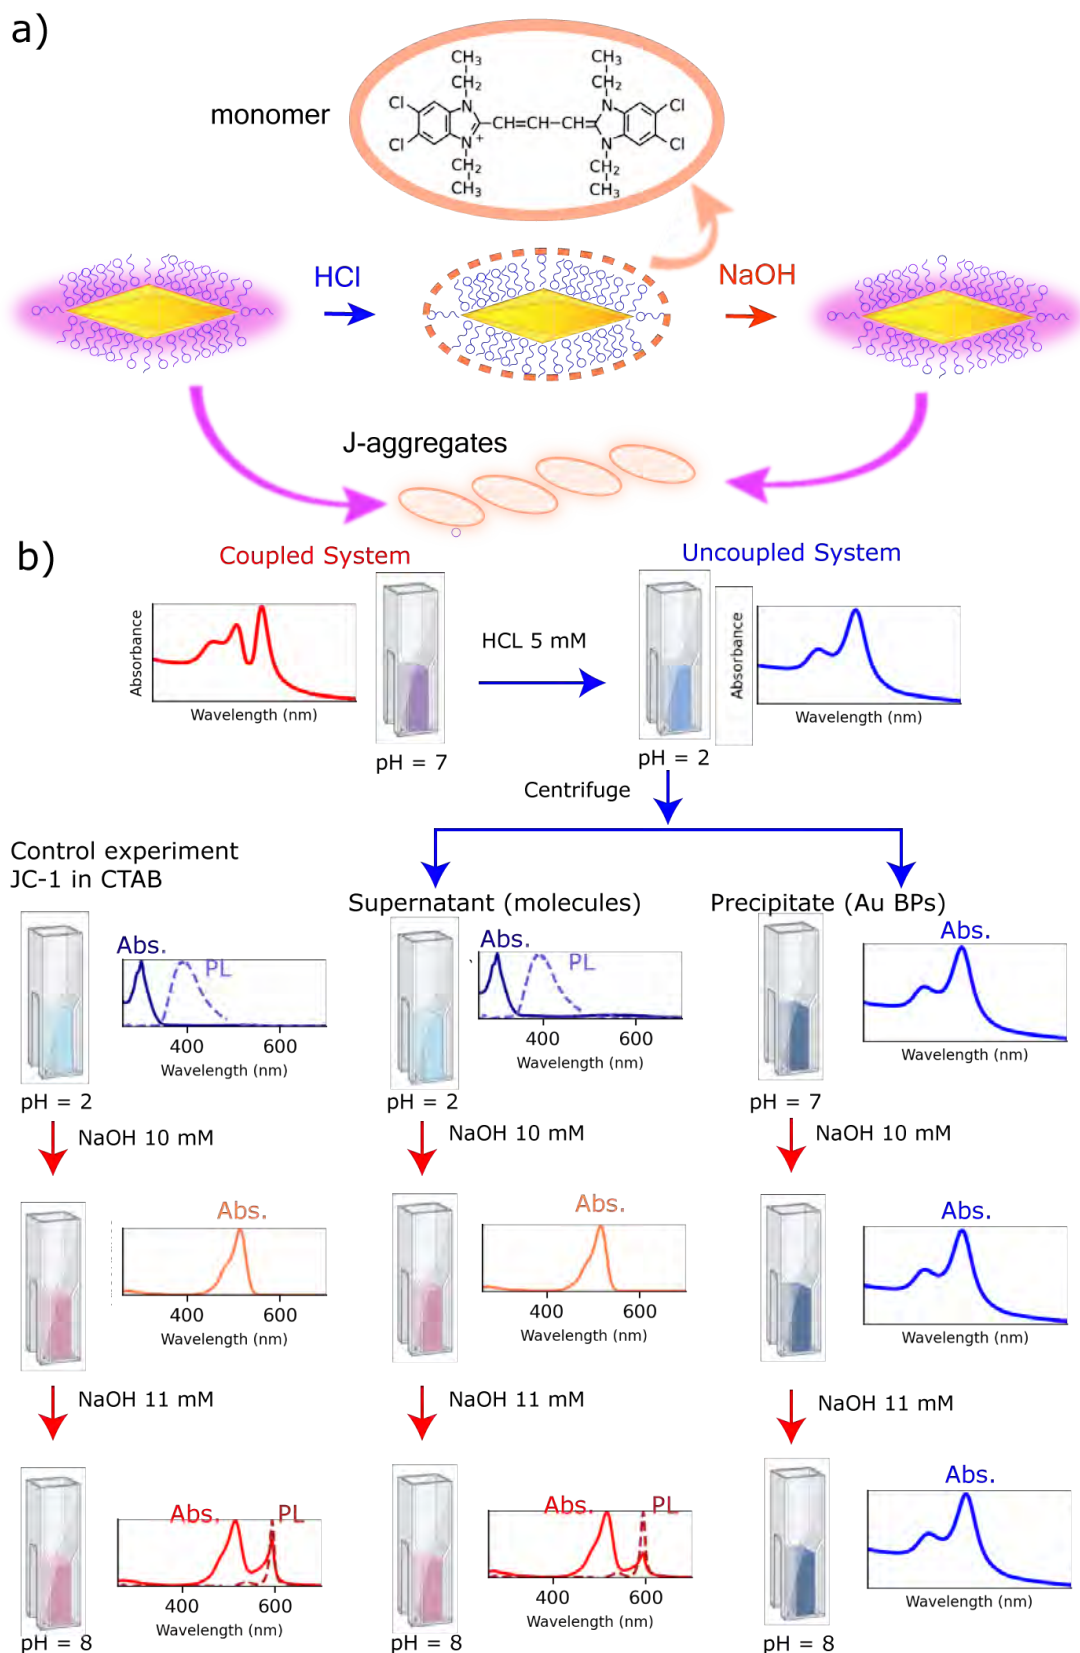 a)
monomer
CH3
CH2
CH3
CH2
Cl
Cl
N
N
+
CH=CH—CH
N
N
Cl
Cl
CH2
CH3
CH2
CH3
HCl
NaOH
J-aggregates
b)
Coupled System
Uncoupled System
Absorbance
Wavelength (nm)
pH = 7
HCL 5 mM
Absorbance
Wavelength (nm)
pH = 2
Centrifuge
Control experiment
JC-1 in CTAB
Supernatant (molecules)
Precipitate (Au BPs)
Abs.
PL
400
600
Wavelength (nm)
pH = 2
Abs.
PL
400
600
Wavelength (nm)
pH = 2
Abs.
Wavelength (nm)
pH = 7
NaOH 10 mM
NaOH 10 mM
NaOH 10 mM
Abs.
400
600
Wavelength (nm)
Abs.
400
600
Wavelength (nm)
Abs.
Wavelength (nm)
NaOH 11 mM
NaOH 11 mM
NaOH 11 mM
Abs.
PL
400
600
Wavelength (nm)
pH = 8
Abs.
PL
400
600
Wavelength (nm)
pH = 8
Abs.
Wavelength (nm)
pH = 8